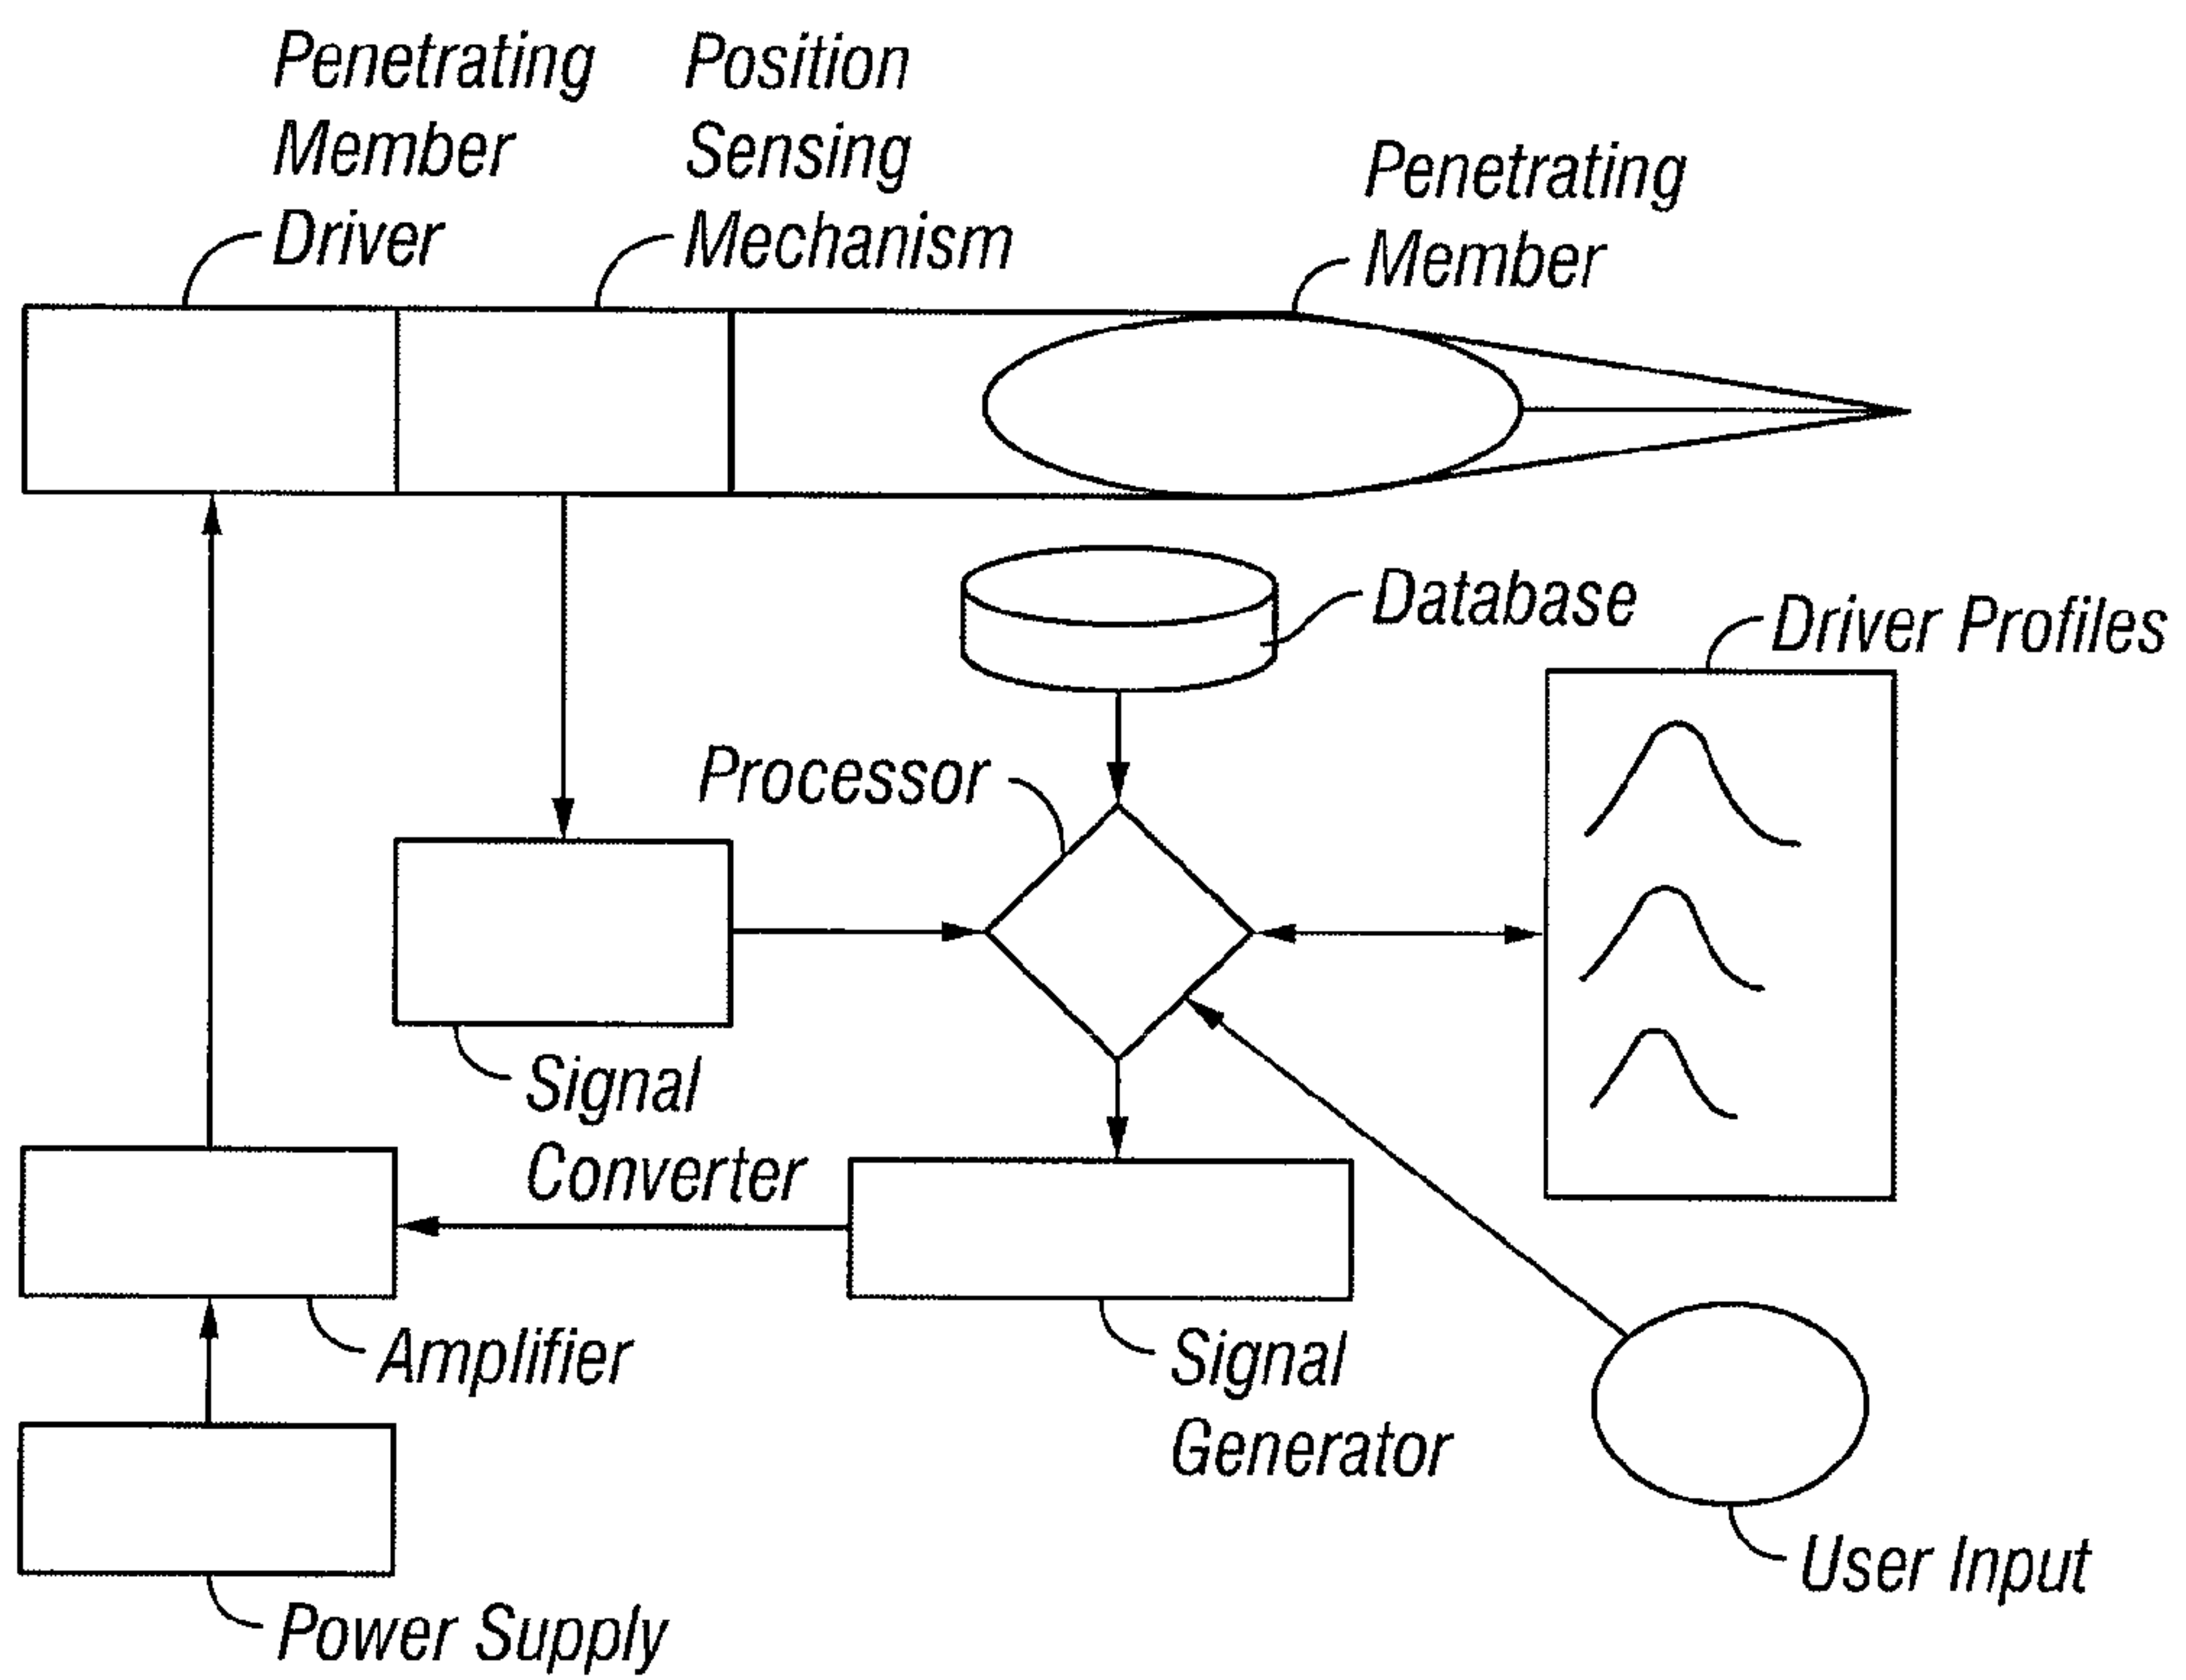 Penetrating
Member
Driver
Position
Sensing
Mechanism
Penetrating
Member
Database
Driver Profiles
Processor
Signal
Converter
Amplifier
Signal
Generator
User Input
Power Supply